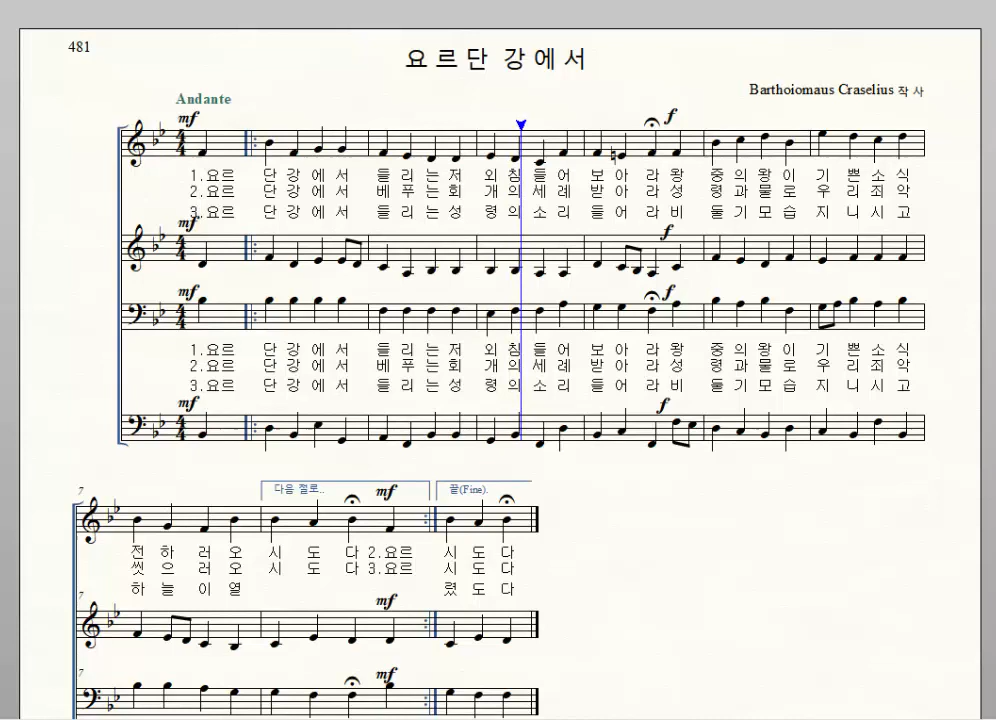 481
요르단 강에서
Barthoiomaus Craselius 작 사
Andante
mf
f
1.요르 단 강 에 서 들 리 는 저 외 침 들 어 보 아 라 왕 중 의 왕 이 기 쁜 소 식
2.요르 단 강 에 서 베 푸 는 회 개 의 세 례 받 아 라 성 령 과 물 로 우 리 죄 악
3.요르 단 강 에 서 들 리 는 성 령 의 소 리 들 어 라 비 둘 기 모 습 지 니 시 고
mf
f
mf
f
1.요르 단 강 에 서 들 리 는 저 외 침 들 어 보 아 라 왕 중 의 왕 이 기 쁜 소 식
2.요르 단 강 에 서 베 푸 는 회 개 의 세 례 받 아 라 성 령 과 물 로 우 리 죄 악
3.요르 단 강 에 서 들 리 는 성 령 의 소 리 들 어 라 비 둘 기 모 습 지 니 시 고
mf
f
7
다음 절로..
mf
끝(Fine).
전 하 러 오 시 도 다 2.요르 시 도 다
씻 으 러 오 시 도 다 3.요르 시 도 다
하 늘 이 열 렸 도 다
7
mf
7
mf